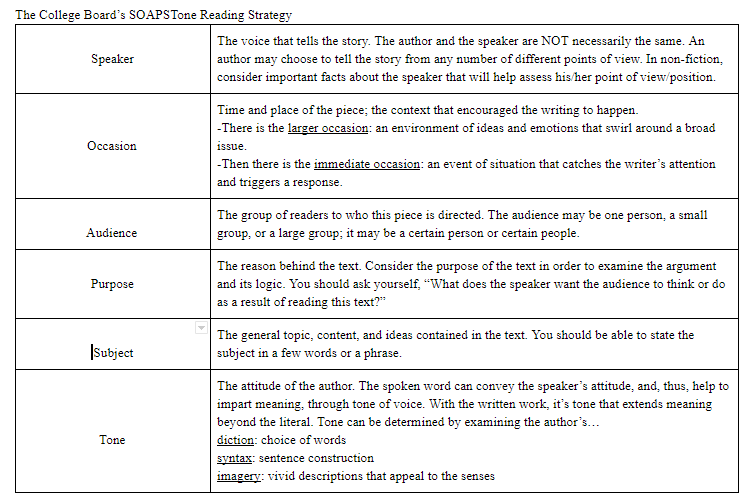 The College Board's SOAPSTone Reading Strategy
Speaker
The voice that tells the story. The author and the speaker are NOT necessarily the same. An
author may choose to tell the story from any number of different points of view. In non-fiction,
consider important facts about the speaker that will help assess his/her point of view/position.
Occasion
Time and place of the piece; the context that encouraged the writing to happen.
-There is the larger occasion: an environment of ideas and emotions that swirl around a broad
issue.
-Then there is the immediate occasion: an event of situation that catches the writer's attention
and triggers a response.
Audience
The group of readers to who this piece is directed. The audience may be one person, a small
group, or a large group; it may be a certain person or certain people.
Purpose
The reason behind the text. Consider the purpose of the text in order to examine the argument
and its logic. You should ask yourself, "What does the speaker want the audience to think or do
as a result of reading this text?"
Subject
The general topic, content, and ideas contained in the text. You should be able to state the
subject in a few words or a phrase.
Tone
The attitude of the author. The spoken word can convey the speaker's attitude, and, thus, help to
impart meaning, through tone of voice. With the written work, it's tone that extends meaning
beyond the literal. Tone can be determined by examining the author's…
diction: choice of words
syntax: sentence construction
imagery: vivid descriptions that appeal to the senses